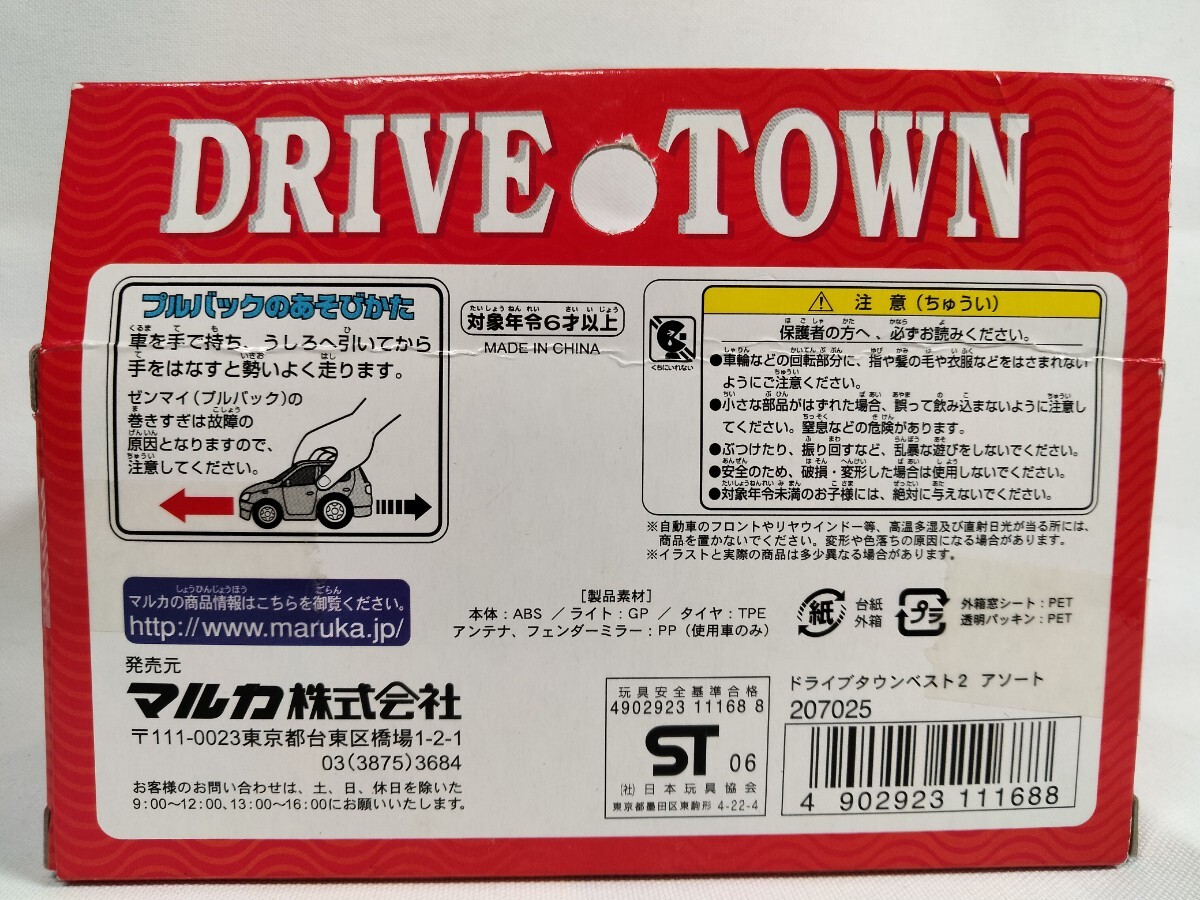 DRIVE TOWN
プルバックのあそびかた
車を手で持ち、うしろへ引いてから
手をはなすと勢いよく走ります。
ゼンマイ(プルバック)の
巻きすぎは故障の
原因となりますので、
注意してください。
対象年令6才以上
MADE IN CHINA
くちにいれない
注意(ちゅうい)
保護者の方へ、必ずお読みください。
●車輪などの回転部分に、指や髪の毛や衣服などをはさまれない
ようにご注意ください。
●小さな部品がはずれた場合、誤って飲み込まないように注意し
てください。窒息などの危険があります。
●ぶつけたり、振り回すなど、乱暴な遊びをしないでください。
●安全のため、破損・変形した場合は使用しないでください。
●対象年令未満のお子様には、絶対に与えないでください。
※自動車のフロントやリヤウインドー等、高温多湿及び直射日光が当る所には、
商品を置かないでください。変形や色落ちの原因になる場合があります。
※イラストと実際の商品は多少異なる場合があります。
マルカの商品情報はこちらを御覧ください。
http://www.maruka.jp/
発売元
マルカ株式会社
〒111-0023東京都台東区橋場1-2-1
03(3875)3684
お客様のお問い合わせは、土、日、休日を除いた
9:00〜12:00、13:00〜16:00にお願いいたします。
[製品素材]
本体:ABS /ライト:GP / タイヤ:TPE
アンテナ、フェンダーミラー:PP(使用車のみ)
紙
台紙
外箱
プラ
外箱窓シート:PET
透明パッキン:PET
玩具安全基準合格
4902923 11168 8
ST 06
(社)日本玩具協会
東京都墨田区東駒形 4-22-4
ドライブタウンベスト2 アソート
207025
4 902923 111688